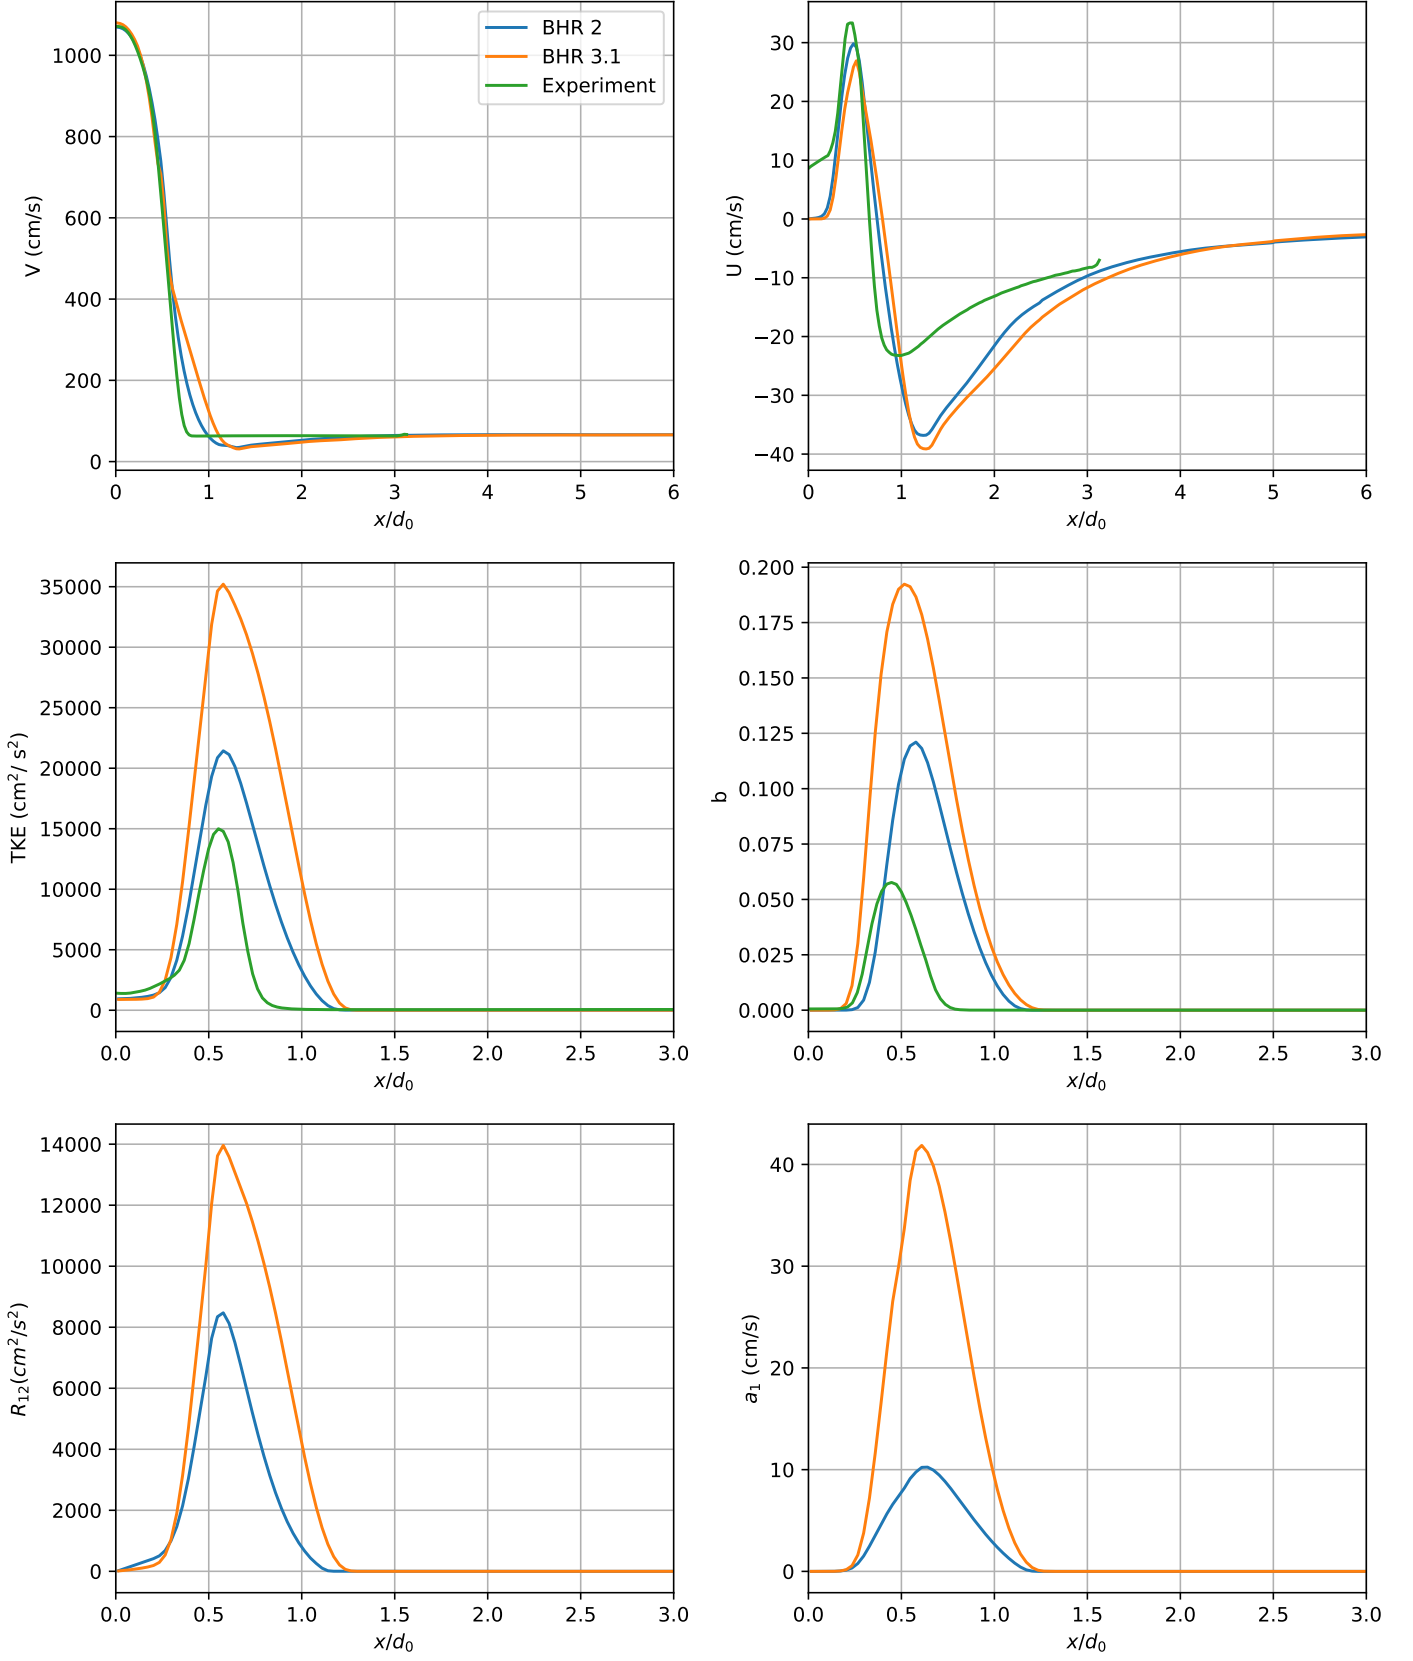 1000
800
600
400
200
0
V (cm/s)
0 1 2 3 4 5 6
x/d₀
BHR 2
BHR 3.1
Experiment
30
20
10
0
−10
−20
−30
−40
U (cm/s)
0 1 2 3 4 5 6
x/d₀
35000
30000
25000
20000
15000
10000
5000
0
TKE (cm²/ s²)
0.0 0.5 1.0 1.5 2.0 2.5 3.0
x/d₀
0.200
0.175
0.150
0.125
0.100
0.075
0.050
0.025
0.000
b
0.0 0.5 1.0 1.5 2.0 2.5 3.0
x/d₀
14000
12000
10000
8000
6000
4000
2000
0
R₁₂(cm²/s²)
0.0 0.5 1.0 1.5 2.0 2.5 3.0
x/d₀
40
30
20
10
0
a₁ (cm/s)
0.0 0.5 1.0 1.5 2.0 2.5 3.0
x/d₀